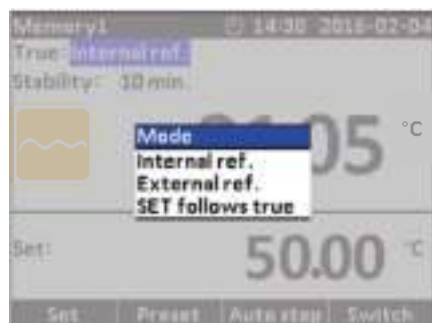 Memory1 14:30 2016-02-04
True: Internal ref.
Stability: 10 min.
.05 °C
Mode
Internal ref.
External ref.
SET follows true
Set: 50.00 °C
Set Preset Auto step Switch